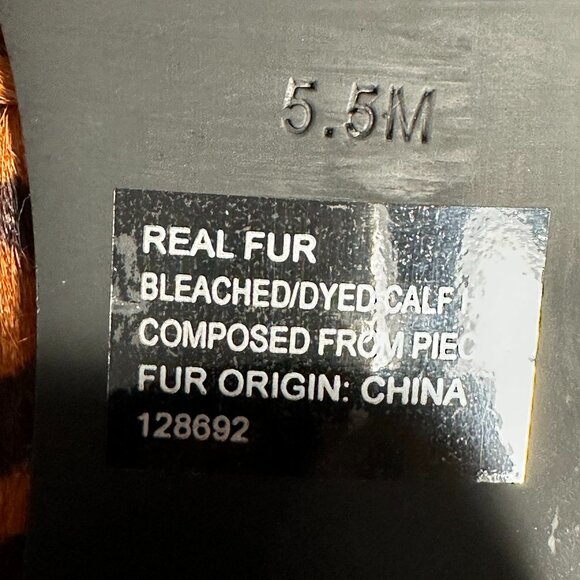 5.5M
REAL FUR
BLEACHED/DYED CALF
COMPOSED FROM
FUR ORIGIN: CHINA
128692